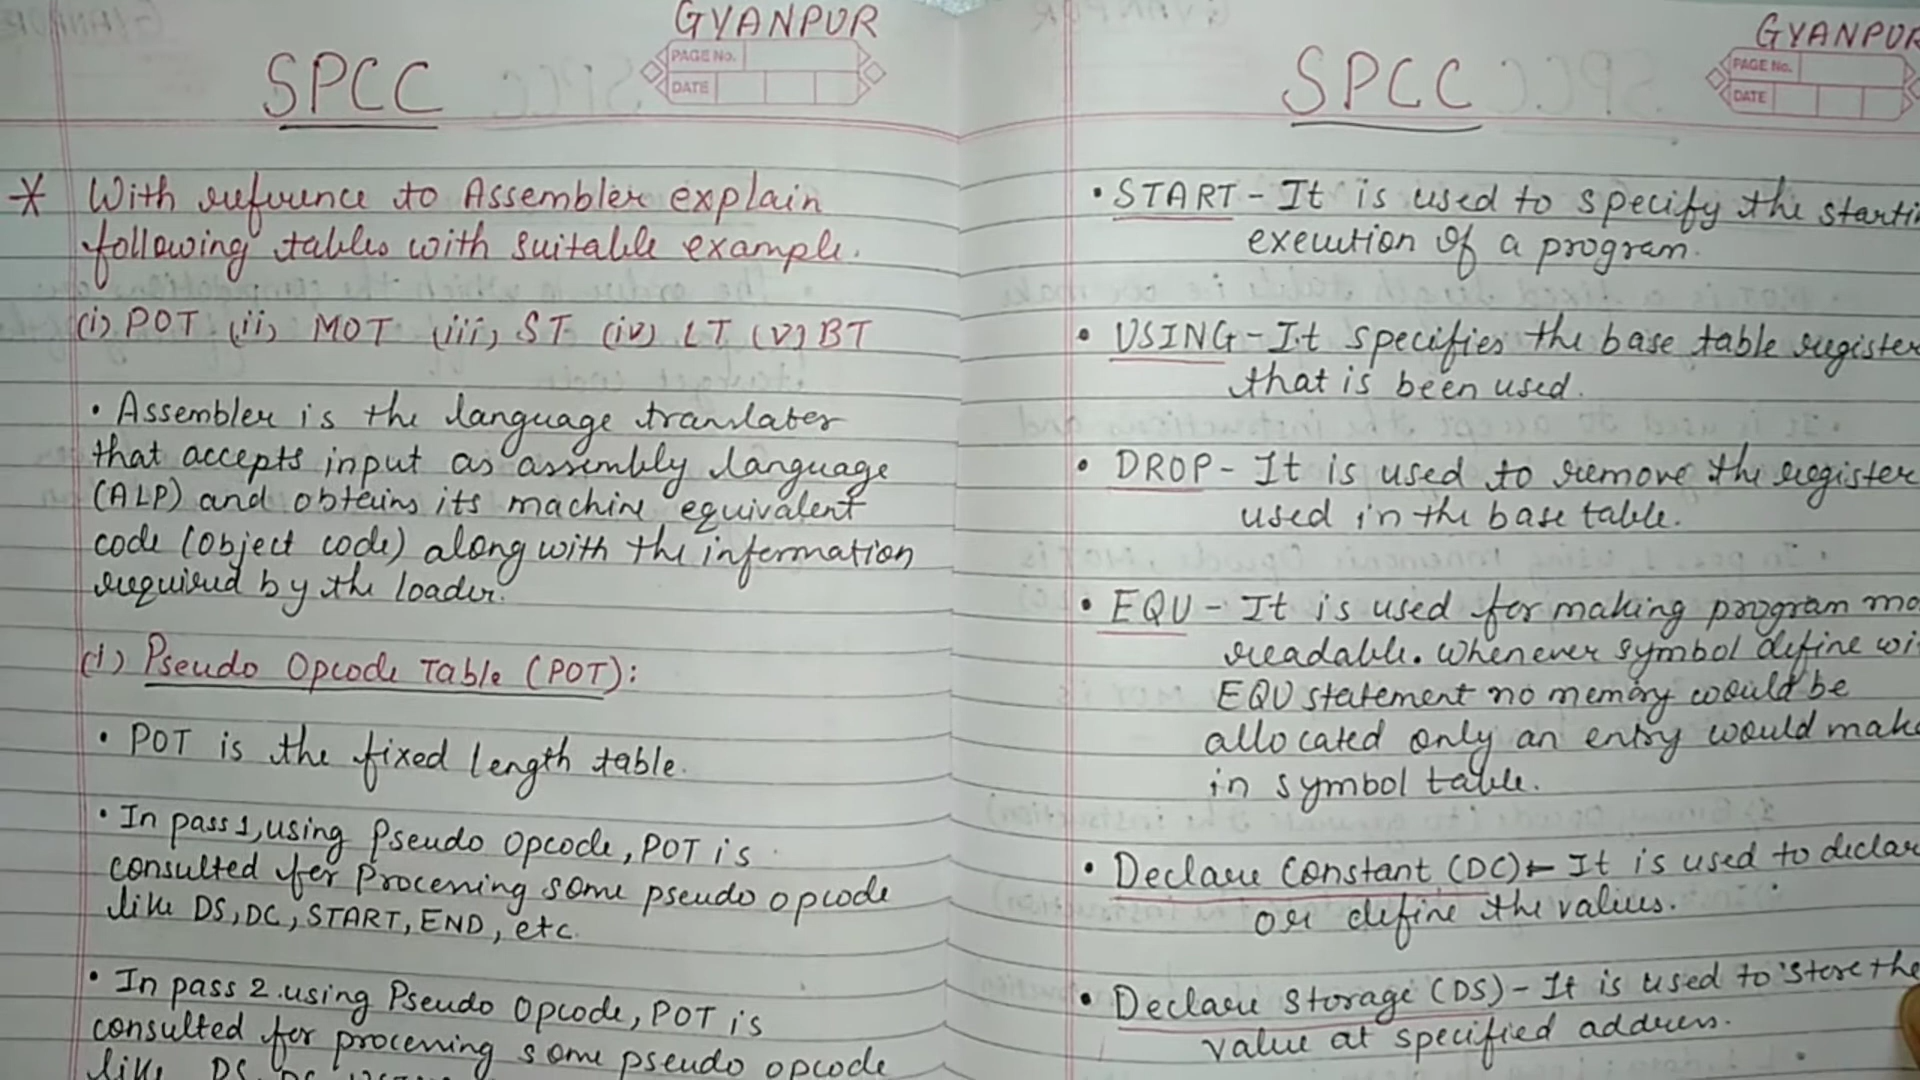 GYANPUR
PAGE No.
DATE
SPCC
* With reference to Assembler explain
following tables with suitable example.
(i) POT (ii) MOT (iii) ST (iv) LT (v) BT
• Assembler is the language translater
that accepts input as assembly language
(ALP) and obtains its machine equivalent
code (object code) along with the information
required by the loader.
(1) Pseudo Opcode Table (POT):
• POT is the fixed length table.
• In pass 1, using Pseudo Opcode, POT is
consulted for Processing some pseudo opcode
like DS, DC, START, END, etc.
• In pass 2 using Pseudo Opcode, POT is
consulted for processing some pseudo opcode
like DS, DC,
GYANPUR
PAGE No.
DATE
SPCC
• START - It is used to specify the starti
execution of a program.
• USING - It specifies the base table register
that is been used.
• DROP - It is used to remove the register
used in the base table.
• EQU - It is used for making program mo
readable. Whenever symbol define wi
EQU statement no memory would be
allocated only an entry would make
in symbol table.
• Declare Constant (DC) - It is used to declar
or define the values.
• Declare Storage (DS) - It is used to store the
value at specified address.